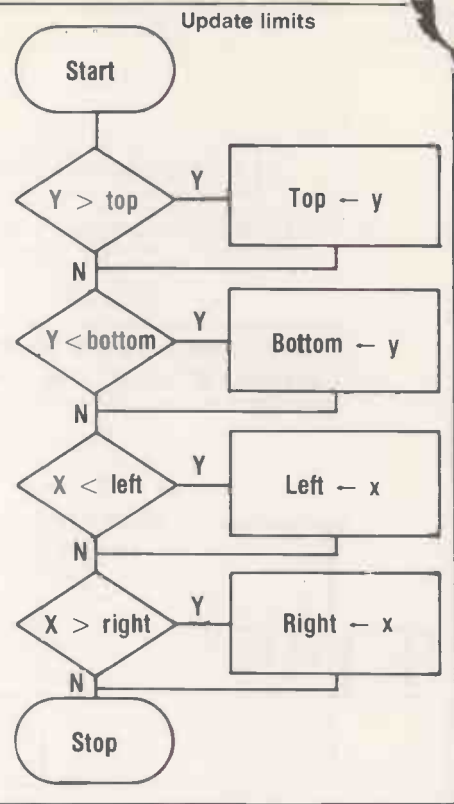 Update limits
Start
Y > top
Y
Top ← y
N
Y < bottom
Y
Bottom ← y
N
X < left
Y
Left ← x
N
X > right
Y
Right ← x
N
Stop